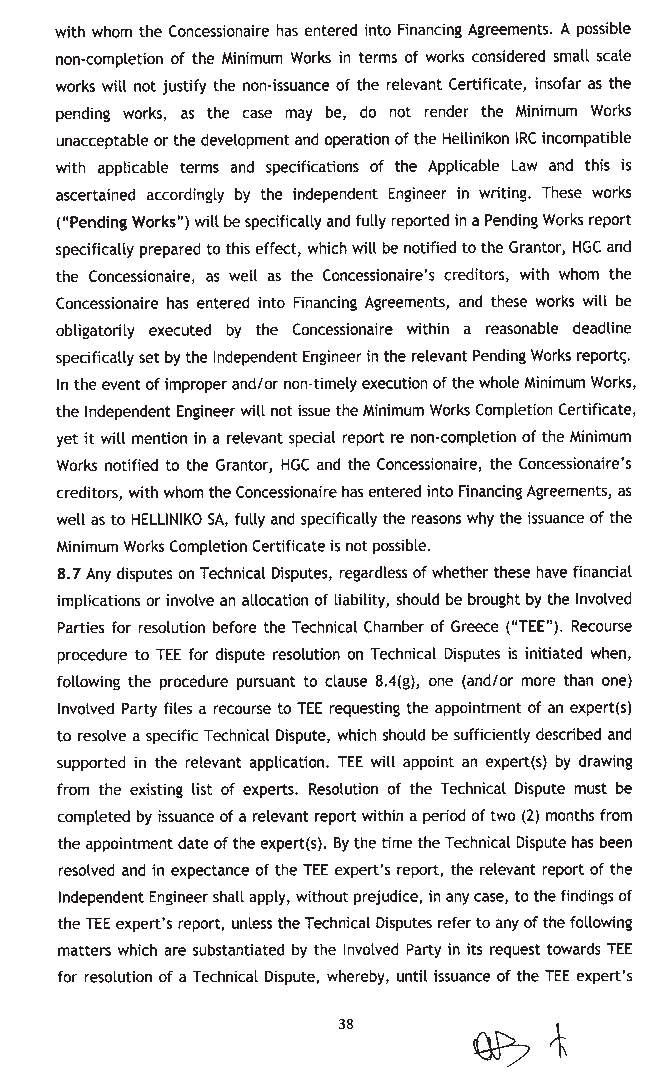 with whom the Concessionaire has entered into Financing Agreements. A possible
non-completion of the Minimum Works in terms of works considered small scale
works will not justify the non-issuance of the relevant Certificate, insofar as the
pending works, as the case may be, do not render the Minimum Works
unacceptable or the development and operation of the Hellinikon IRC incompatible
with applicable terms and specifications of the Applicable Law and this is
ascertained accordingly by the independent Engineer in writing. These works
("Pending Works") will be specifically and fully reported in a Pending Works report
specifically prepared to this effect, which will be notified to the Grantor, HGC and
the Concessionaire, as well as the Concessionaire's creditors, with whom the
Concessionaire has entered into Financing Agreements, and these works will be
obligatorily executed by the Concessionaire within a reasonable deadline
specifically set by the Independent Engineer in the relevant Pending Works reportς.
In the event of improper and/or non-timely execution of the whole Minimum Works,
the Independent Engineer will not issue the Minimum Works Completion Certificate,
yet it will mention in a relevant special report re non-completion of the Minimum
Works notified to the Grantor, HGC and the Concessionaire, the Concessionaire's
creditors, with whom the Concessionaire has entered into Financing Agreements, as
well as to HELLINIKO SA, fully and specifically the reasons why the issuance of the
Minimum Works Completion Certificate is not possible.
8.7 Any disputes on Technical Disputes, regardless of whether these have financial
implications or involve an allocation of liability, should be brought by the Involved
Parties for resolution before the Technical Chamber of Greece ("TEE"). Recourse
procedure to TEE for dispute resolution on Technical Disputes is initiated when,
following the procedure pursuant to clause 8.4(g), one (and/or more than one)
Involved Party files a recourse to TEE requesting the appointment of an expert(s)
to resolve a specific Technical Dispute, which should be sufficiently described and
supported in the relevant application. TEE will appoint an expert(s) by drawing
from the existing list of experts. Resolution of the Technical Dispute must be
completed by issuance of a relevant report within a period of two (2) months from
the appointment date of the expert(s). By the time the Technical Dispute has been
resolved and in expectance of the TEE expert's report, the relevant report of the
Independent Engineer shall apply, without prejudice, in any case, to the findings of
the TEE expert's report, unless the Technical Disputes refer to any of the following
matters which are substantiated by the Involved Party in its request towards TEE
for resolution of a Technical Dispute, whereby, until issuance of the TEE expert's
38